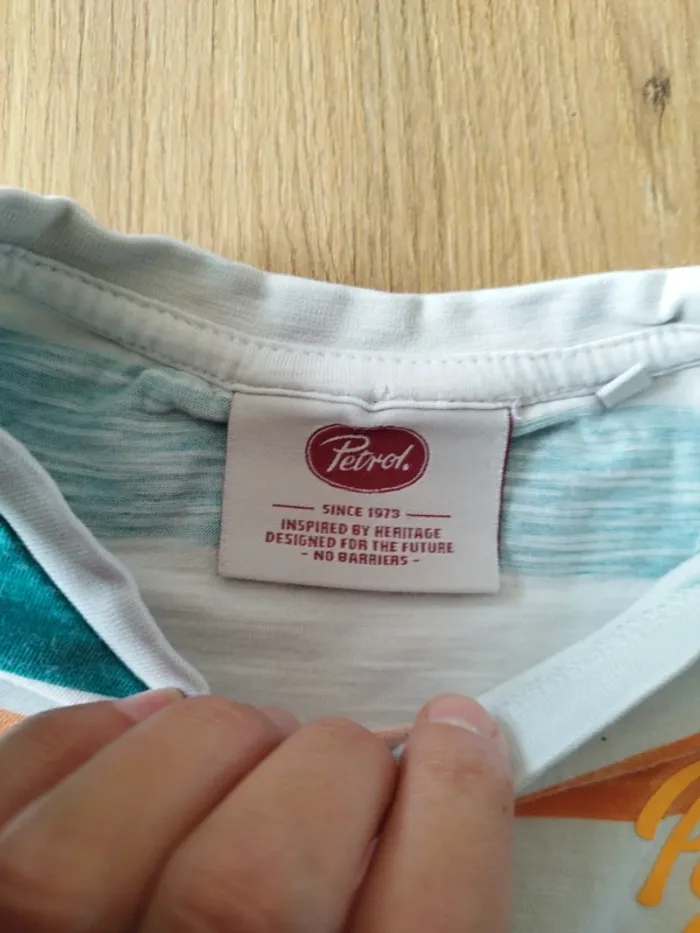 Petrol.
SINCE 1973
INSPIRED BY HERITAGE
DESIGNED FOR THE FUTURE
- NO BARRIERS -